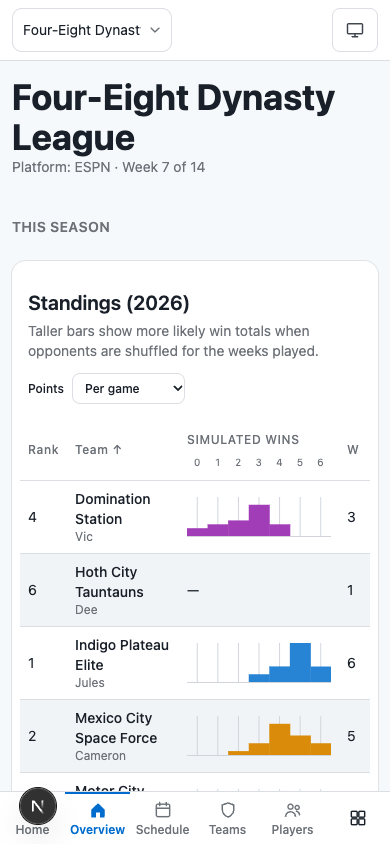 Four-Eight Dynast
Four-Eight Dynasty
League
Platform: ESPN · Week 7 of 14
THIS SEASON
Standings (2026)
Taller bars show more likely win totals when
opponents are shuffled for the weeks played.
Points Per game
Rank Team ↑ SIMULATED WINS W
0 1 2 3 4 5 6
4 Domination Station 3
Vic
6 Hoth City Tauntauns — 1
Dee
1 Indigo Plateau Elite 6
Jules
2 Mexico City Space Force 5
Cameron
Motor City
N
Home Overview Schedule Teams Players